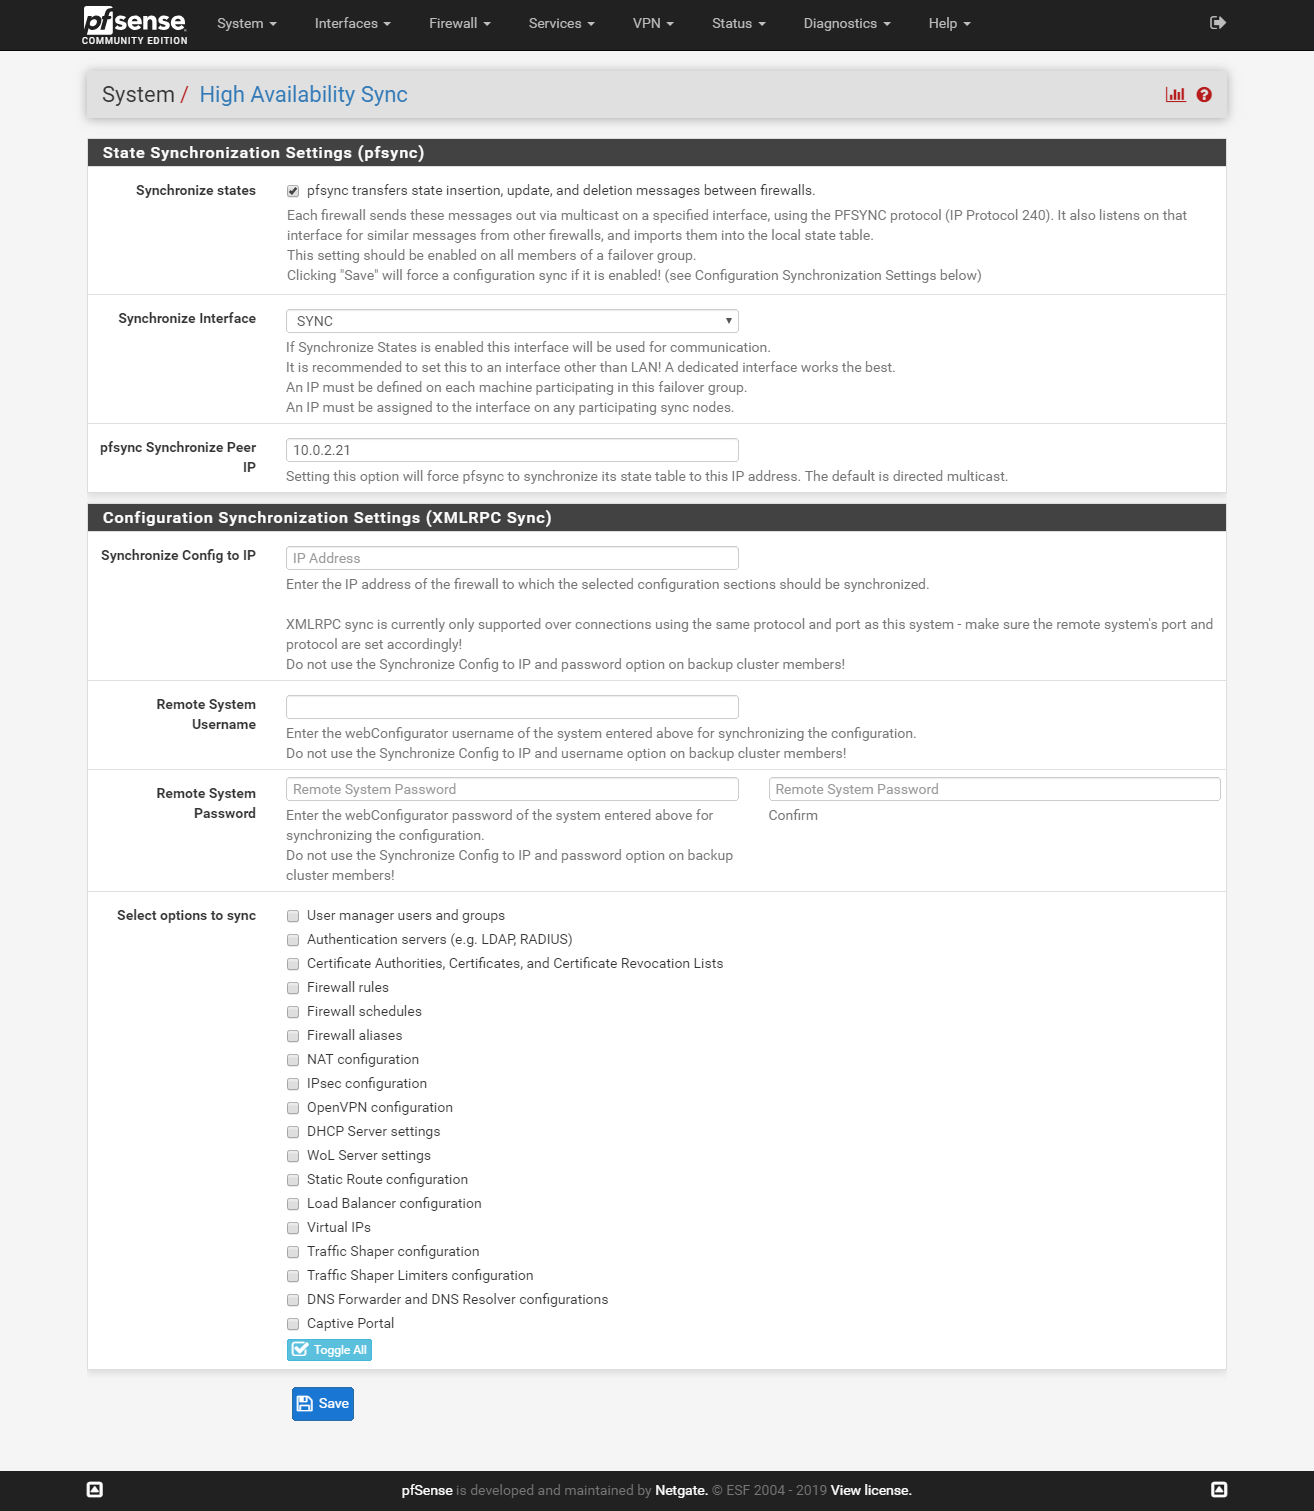 pfsense
COMMUNITY EDITION
System
Interfaces
Firewall
Services
VPN
Status
Diagnostics
Help
System / High Availability Sync
State Synchronization Settings (pfsync)
Synchronize states
pfsync transfers state insertion, update, and deletion messages between firewalls.
Each firewall sends these messages out via multicast on a specified interface, using the PFSYNC protocol (IP Protocol 240). It also listens on that
interface for similar messages from other firewalls, and imports them into the local state table.
This setting should be enabled on all members of a failover group.
Clicking "Save" will force a configuration sync if it is enabled! (see Configuration Synchronization Settings below)
Synchronize Interface
SYNC
If Synchronize States is enabled this interface will be used for communication.
It is recommended to set this to an interface other than LAN! A dedicated interface works the best.
An IP must be defined on each machine participating in this failover group.
An IP must be assigned to the interface on any participating sync nodes.
pfsync Synchronize Peer
IP
10.0.2.21
Setting this option will force pfsync to synchronize its state table to this IP address. The default is directed multicast.
Configuration Synchronization Settings (XMLRPC Sync)
Synchronize Config to IP
IP Address
Enter the IP address of the firewall to which the selected configuration sections should be synchronized.
XMLRPC sync is currently only supported over connections using the same protocol and port as this system - make sure the remote system's port and
protocol are set accordingly!
Do not use the Synchronize Config to IP and password option on backup cluster members!
Remote System
Username
Enter the webConfigurator username of the system entered above for synchronizing the configuration.
Do not use the Synchronize Config to IP and username option on backup cluster members!
Remote System
Password
Remote System Password
Enter the webConfigurator password of the system entered above for
synchronizing the configuration.
Do not use the Synchronize Config to IP and password option on backup
cluster members!
Remote System Password
Confirm
Select options to sync
User manager users and groups
Authentication servers (e.g. LDAP, RADIUS)
Certificate Authorities, Certificates, and Certificate Revocation Lists
Firewall rules
Firewall schedules
Firewall aliases
NAT configuration
IPsec configuration
OpenVPN configuration
DHCP Server settings
WoL Server settings
Static Route configuration
Load Balancer configuration
Virtual IPs
Traffic Shaper configuration
Traffic Shaper Limiters configuration
DNS Forwarder and DNS Resolver configurations
Captive Portal
Toggle All
Save
pfSense is developed and maintained by Netgate. © ESF 2004 - 2019 View license.